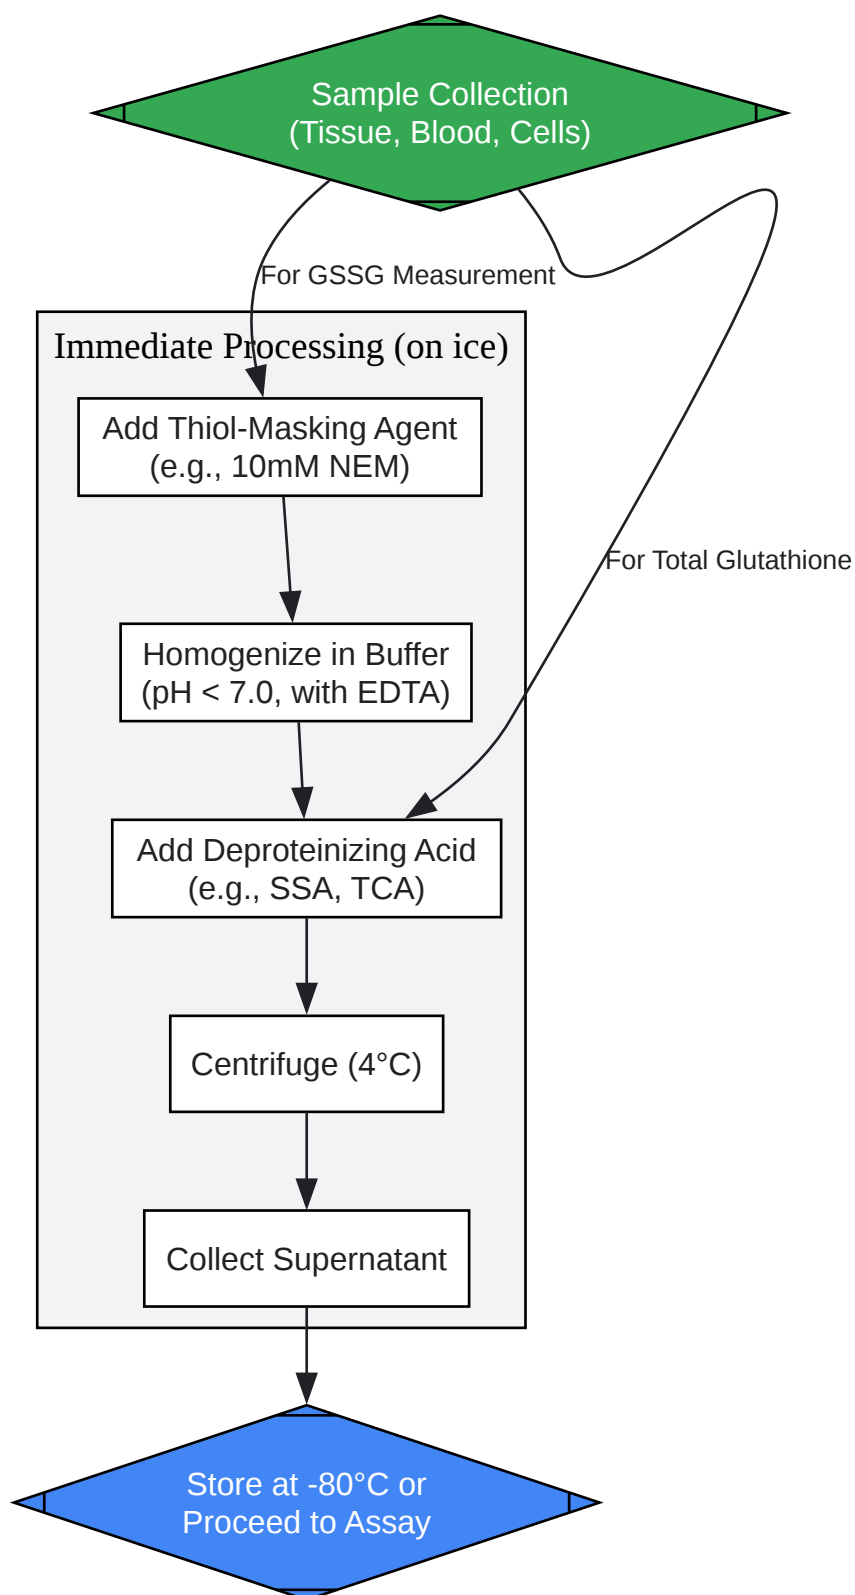 Sample Collection
(Tissue, Blood, Cells)
For GSSG Measurement
Immediate Processing (on ice)
Add Thiol-Masking Agent
(e.g., 10mM NEM)
For Total Glutathione
Homogenize in Buffer
(pH < 7.0, with EDTA)
Add Deproteinizing Acid
(e.g., SSA, TCA)
Centrifuge (4°C)
Collect Supernatant
Store at -80°C or
Proceed to Assay